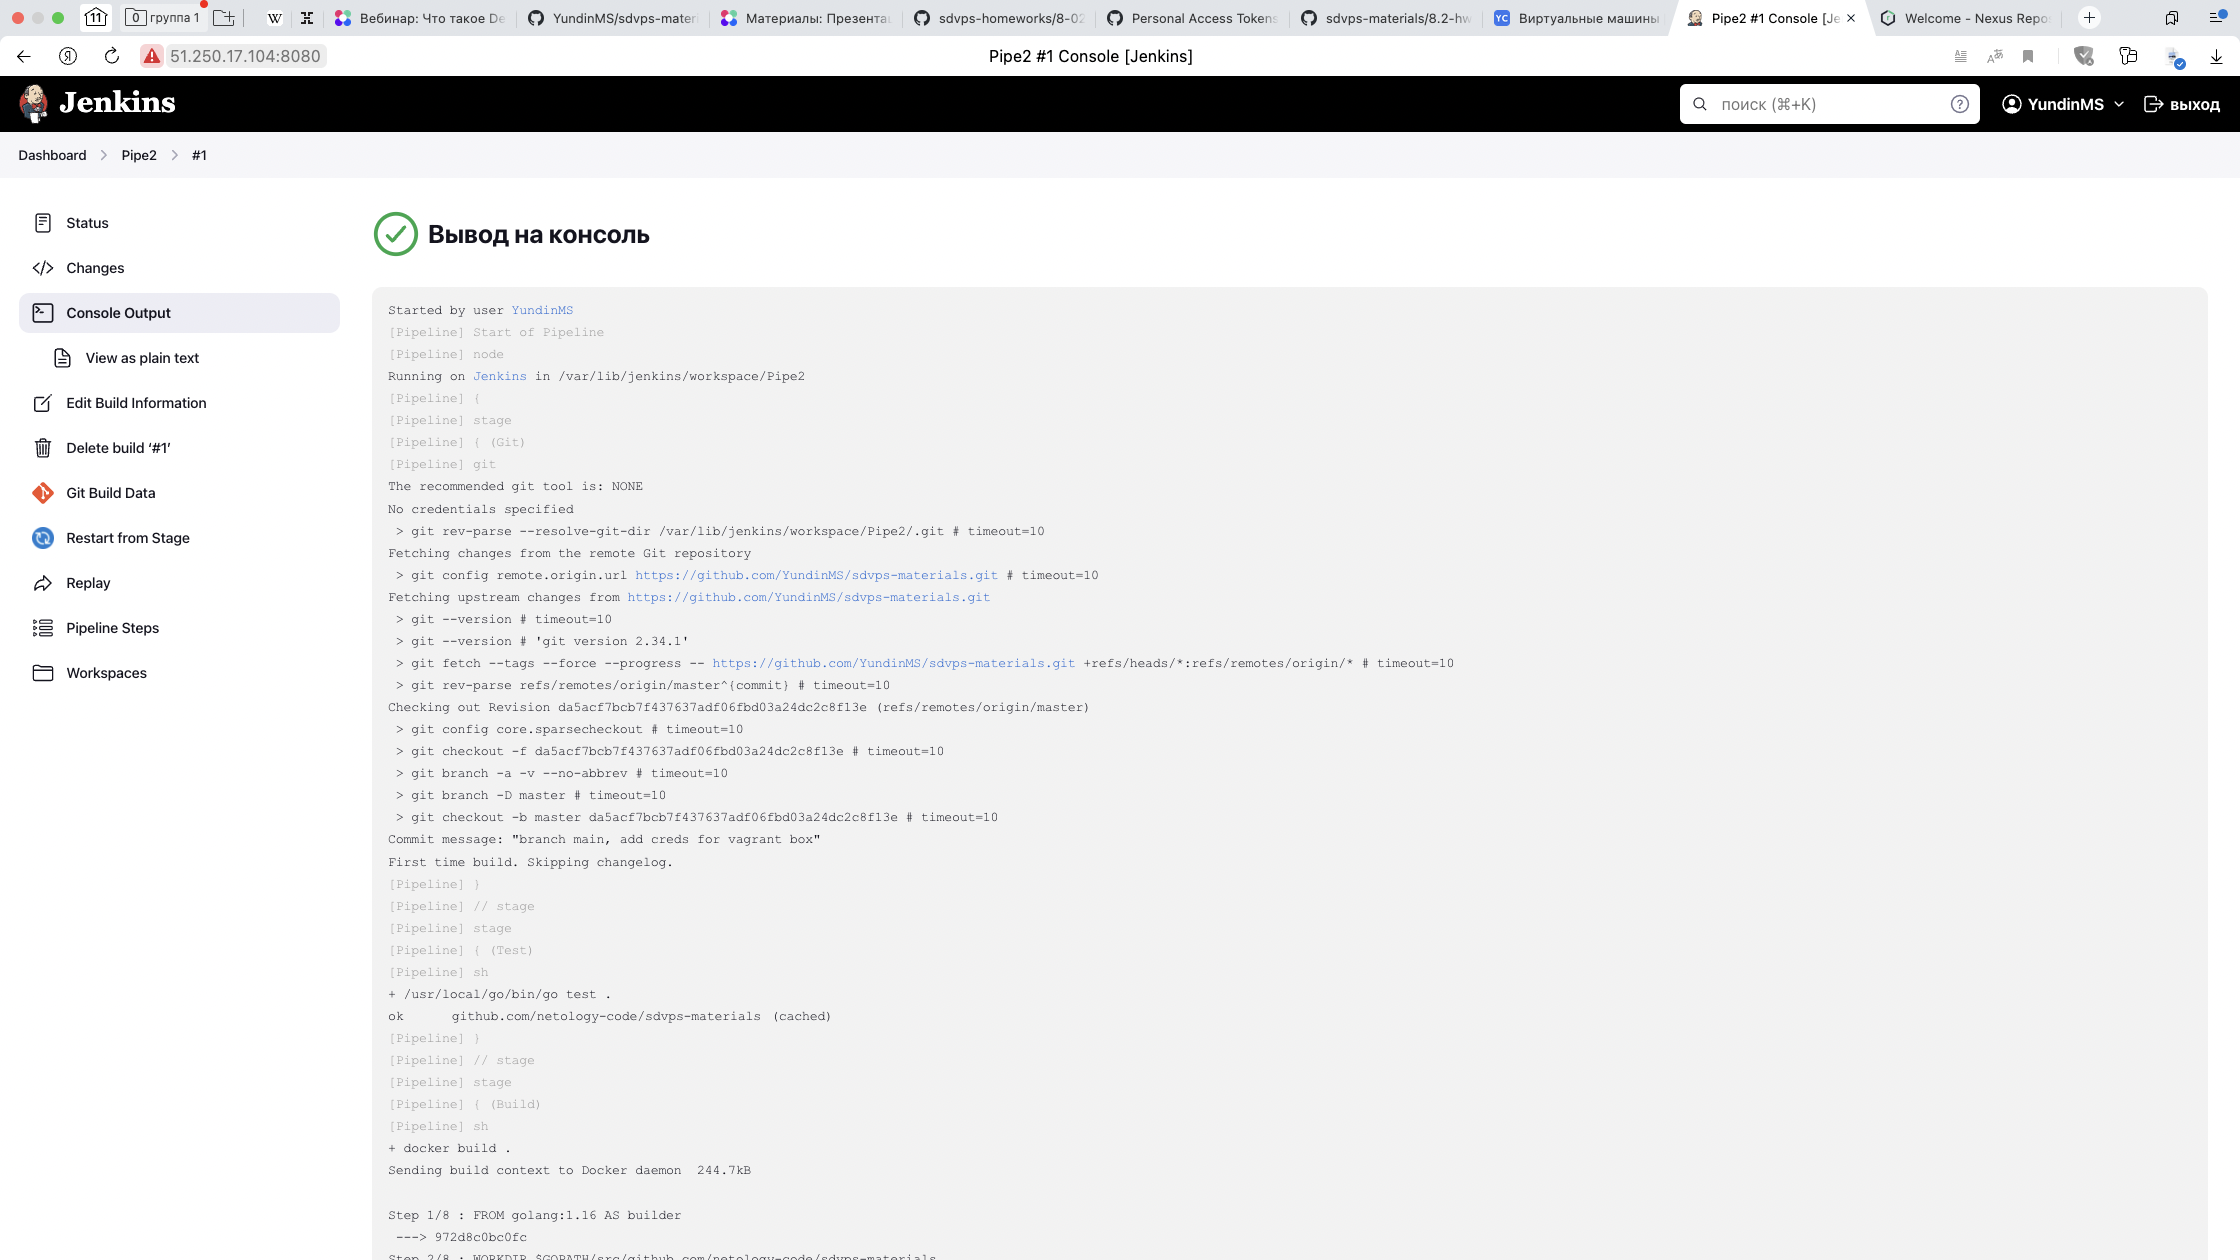 11
0 группа 1
Вебинар: Что такое De
YundinMS/sdvps-mater
Материалы: Презента
sdvps-homeworks/8-02
Personal Access Tokens
sdvps-materials/8.2-hw
YC Виртуальные машины
Pipe2 #1 Console [Je
Welcome - Nexus Repo
51.250.17.104:8080
Pipe2 #1 Console [Jenkins]
Jenkins
поиск (⌘+K)
YundinMS
выход
Dashboard
Pipe2
#1
Status
Changes
Console Output
View as plain text
Edit Build Information
Delete build ‘#1’
Git Build Data
Restart from Stage
Replay
Pipeline Steps
Workspaces
Вывод на консоль
Started by user YundinMS
[Pipeline] Start of Pipeline
[Pipeline] node
Running on Jenkins in /var/lib/jenkins/workspace/Pipe2
[Pipeline] {
[Pipeline] stage
[Pipeline] { (Git)
[Pipeline] git
The recommended git tool is: NONE
No credentials specified
> git rev-parse --resolve-git-dir /var/lib/jenkins/workspace/Pipe2/.git # timeout=10
Fetching changes from the remote Git repository
> git config remote.origin.url https://github.com/YundinMS/sdvps-materials.git # timeout=10
Fetching upstream changes from https://github.com/YundinMS/sdvps-materials.git
> git --version # timeout=10
> git --version # 'git version 2.34.1'
> git fetch --tags --force --progress -- https://github.com/YundinMS/sdvps-materials.git +refs/heads/*:refs/remotes/origin/* # timeout=10
> git rev-parse refs/remotes/origin/master^{commit} # timeout=10
Checking out Revision da5acf7bcb7f437637adf06fbd03a24dc2c8f13e (refs/remotes/origin/master)
> git config core.sparsecheckout # timeout=10
> git checkout -f da5acf7bcb7f437637adf06fbd03a24dc2c8f13e # timeout=10
> git branch -a -v --no-abbrev # timeout=10
> git branch -D master # timeout=10
> git checkout -b master da5acf7bcb7f437637adf06fbd03a24dc2c8f13e # timeout=10
Commit message: "branch main, add creds for vagrant box"
First time build. Skipping changelog.
[Pipeline] }
[Pipeline] // stage
[Pipeline] stage
[Pipeline] { (Test)
[Pipeline] sh
+ /usr/local/go/bin/go test .
ok github.com/netology-code/sdvps-materials (cached)
[Pipeline] }
[Pipeline] // stage
[Pipeline] stage
[Pipeline] { (Build)
[Pipeline] sh
+ docker build .
Sending build context to Docker daemon 244.7kB
Step 1/8 : FROM golang:1.16 AS builder
---> 972d8c0bc0fc
Step 2/8 : WORKDIR $GOPATH/src/github.com/netology-code/sdvps-materials